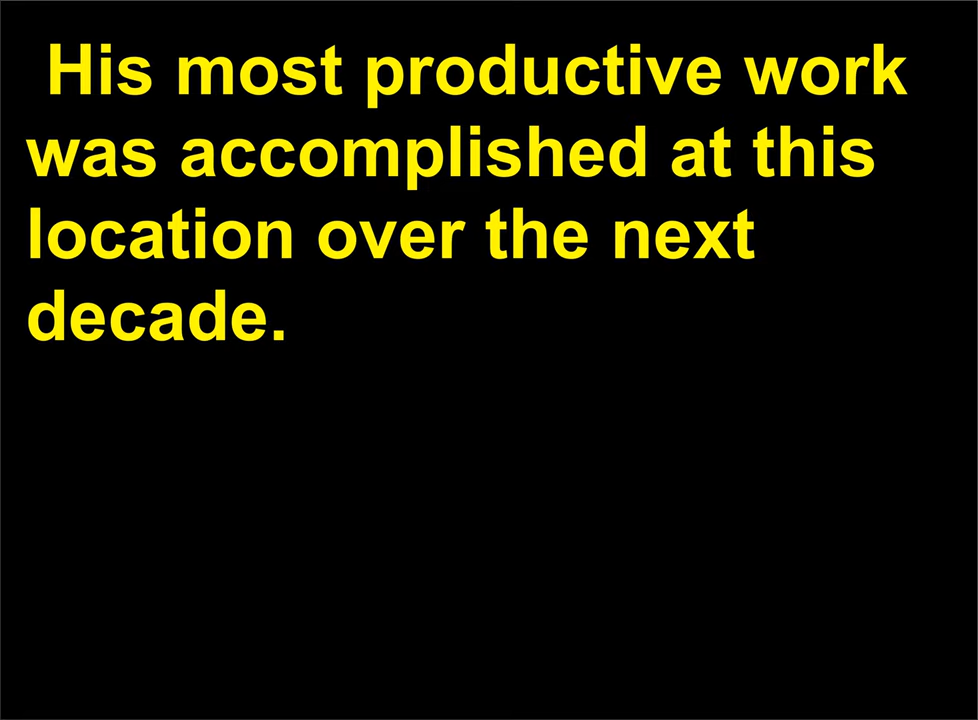 His most productive work
was accomplished at this
location over the next
decade.